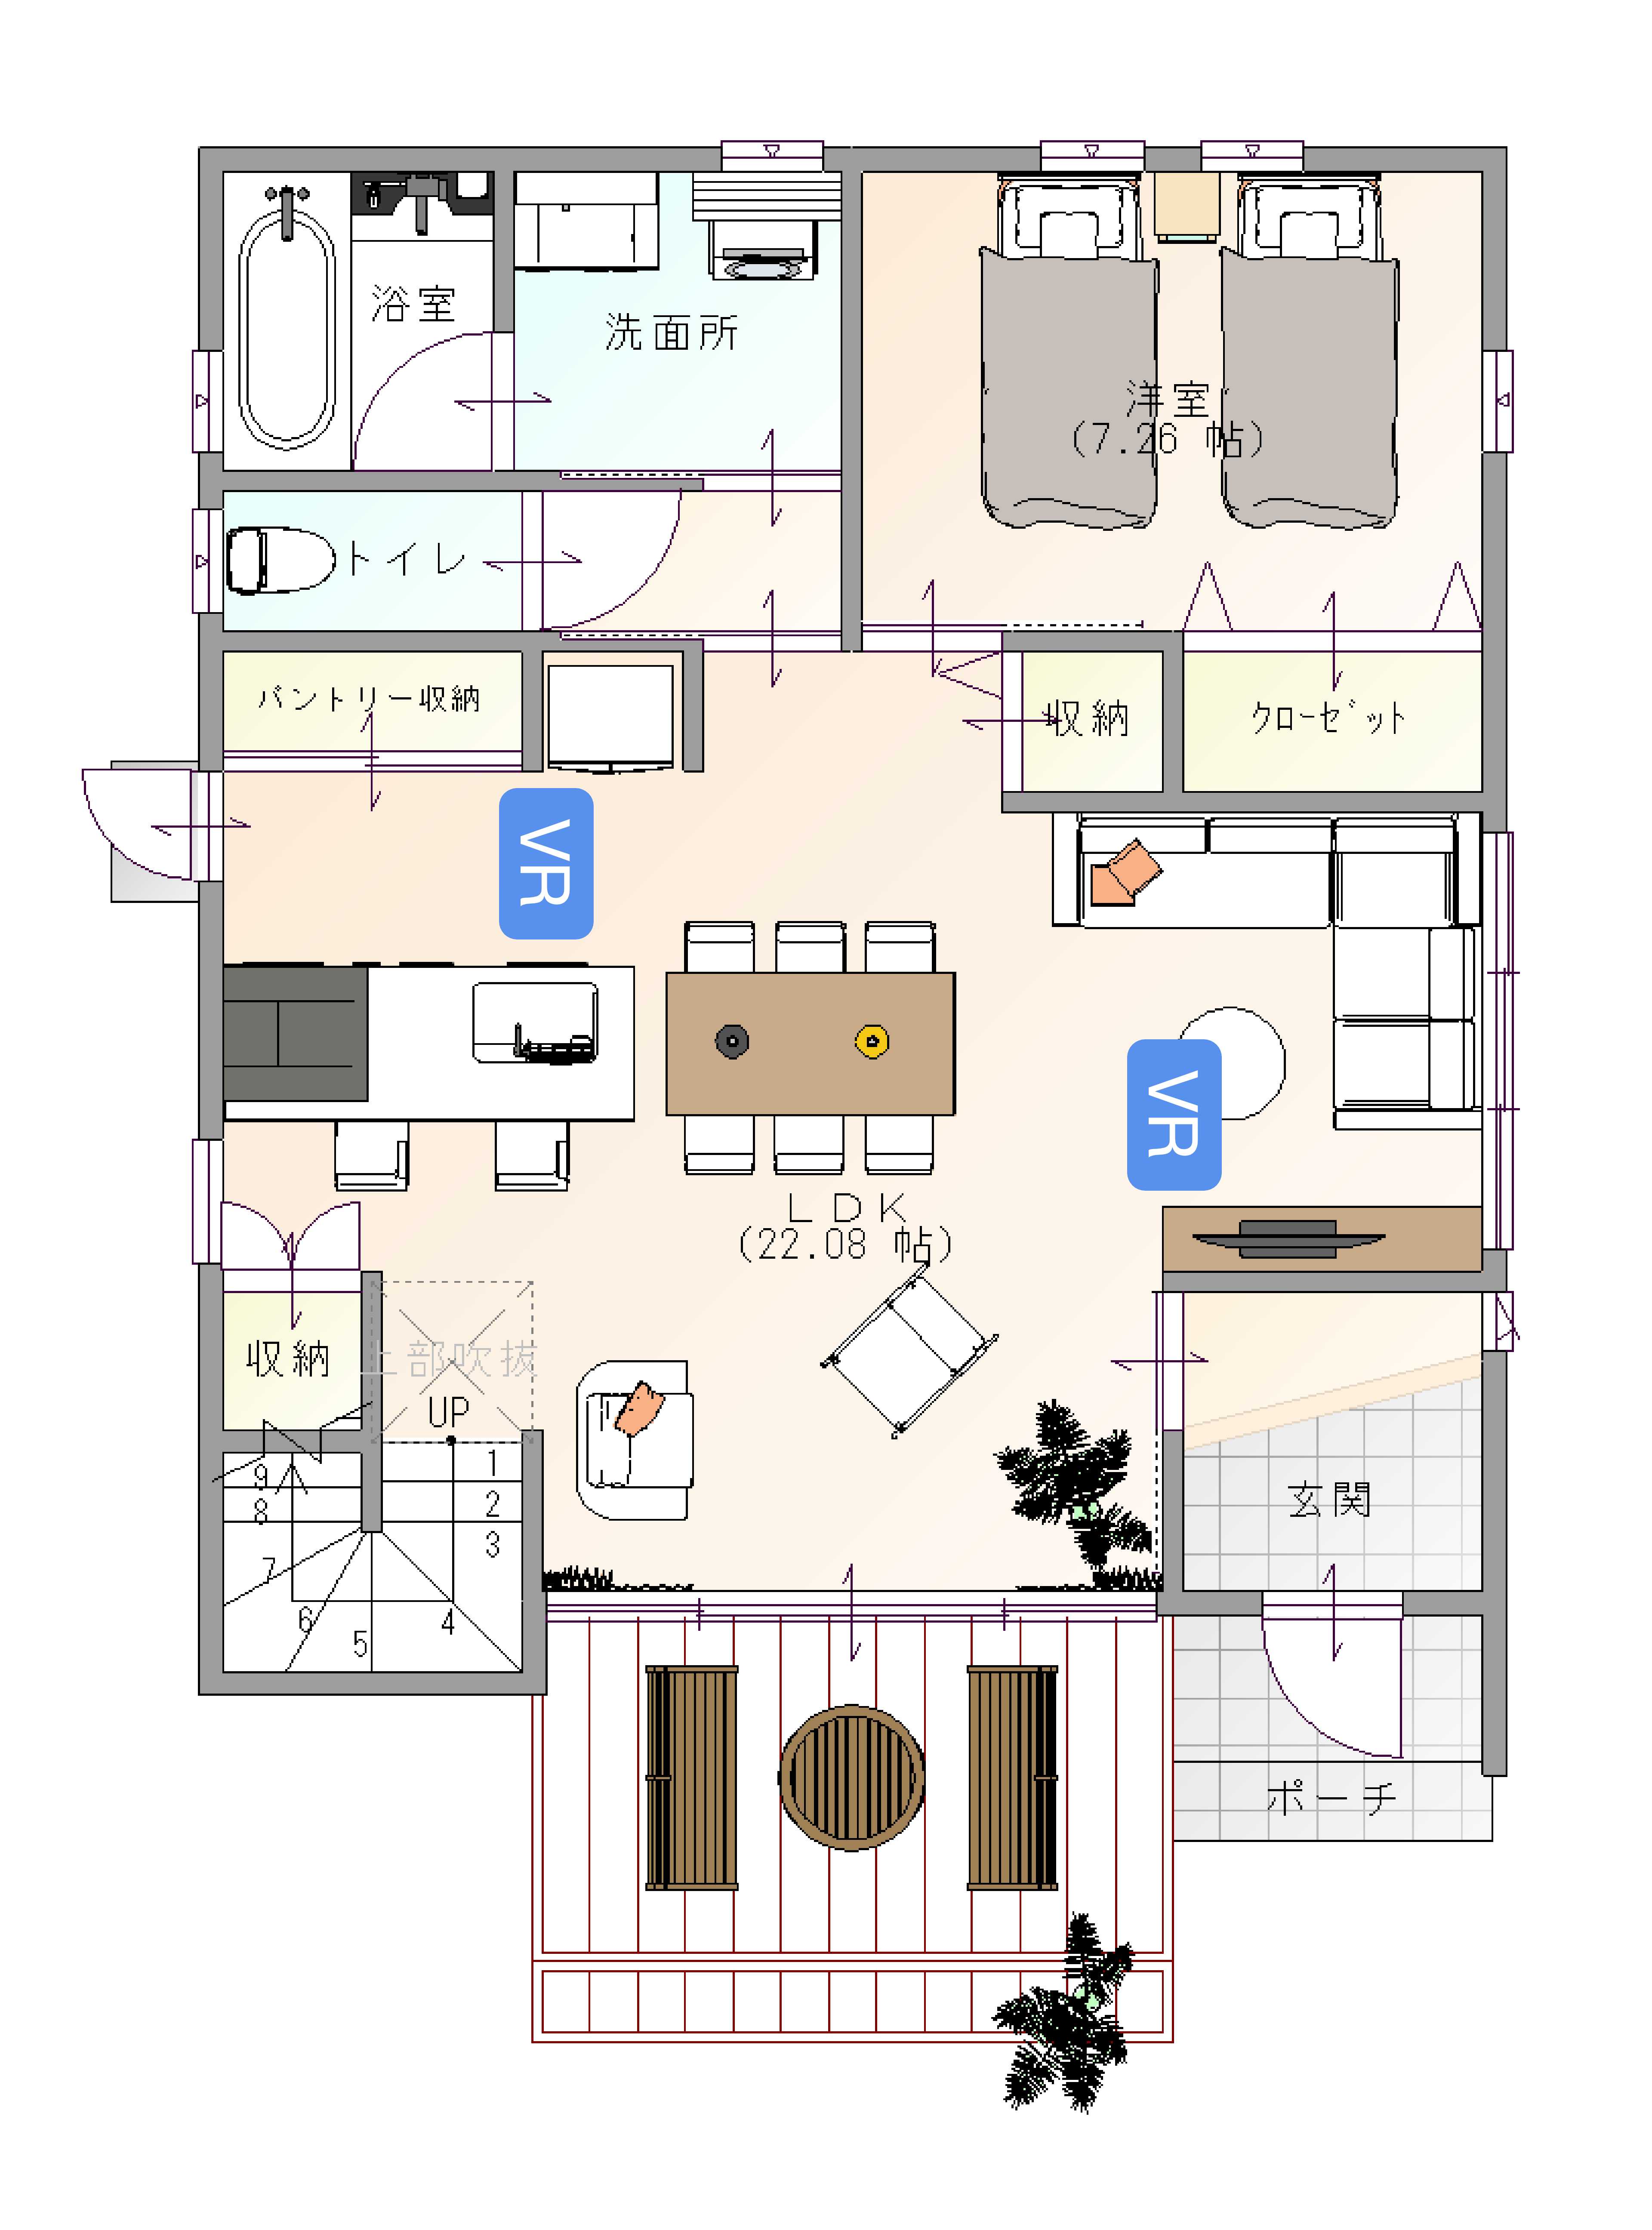 浴室
洗面所
洋室
(7.26 帖)
トイレ
パントリー収納
収納
クローゼット
VR
VR
LDK
(22.08 帖)
収納
上部吹抜
UP
1
2
3
4
5
6
7
8
9
玄関
ポーチ